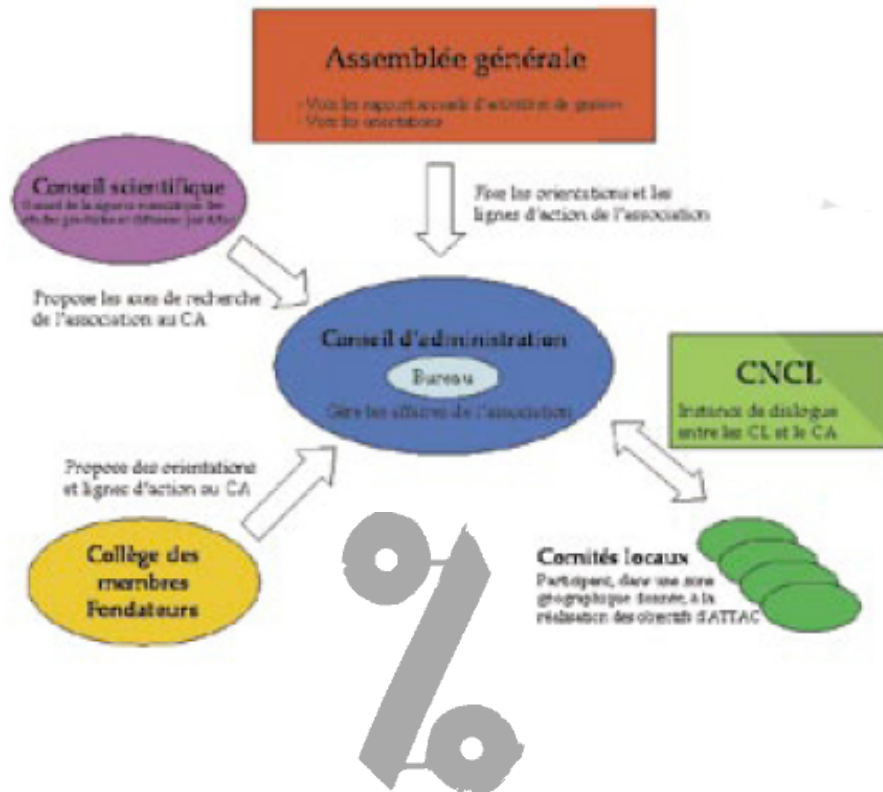 Assemblée générale
- Vote les rapport annuels d'activité et de gestion
- Vote les orientations
Conseil scientifique
Fixe les orientations et les
lignes d'action de l'association
Propose les axes de recherche
de l'association au CA
Conseil d'administration
Bureau
Gère les affaires de l'association
CNCL
Instance de dialogue
entre les CL et le CA
Propose des orientations
et lignes d'action au CA
Collège des
membres
Fondateurs
Comités locaux
Participent, dans une zone
géographique donnée, à la
réalisation des objectifs d'ATTAC
%